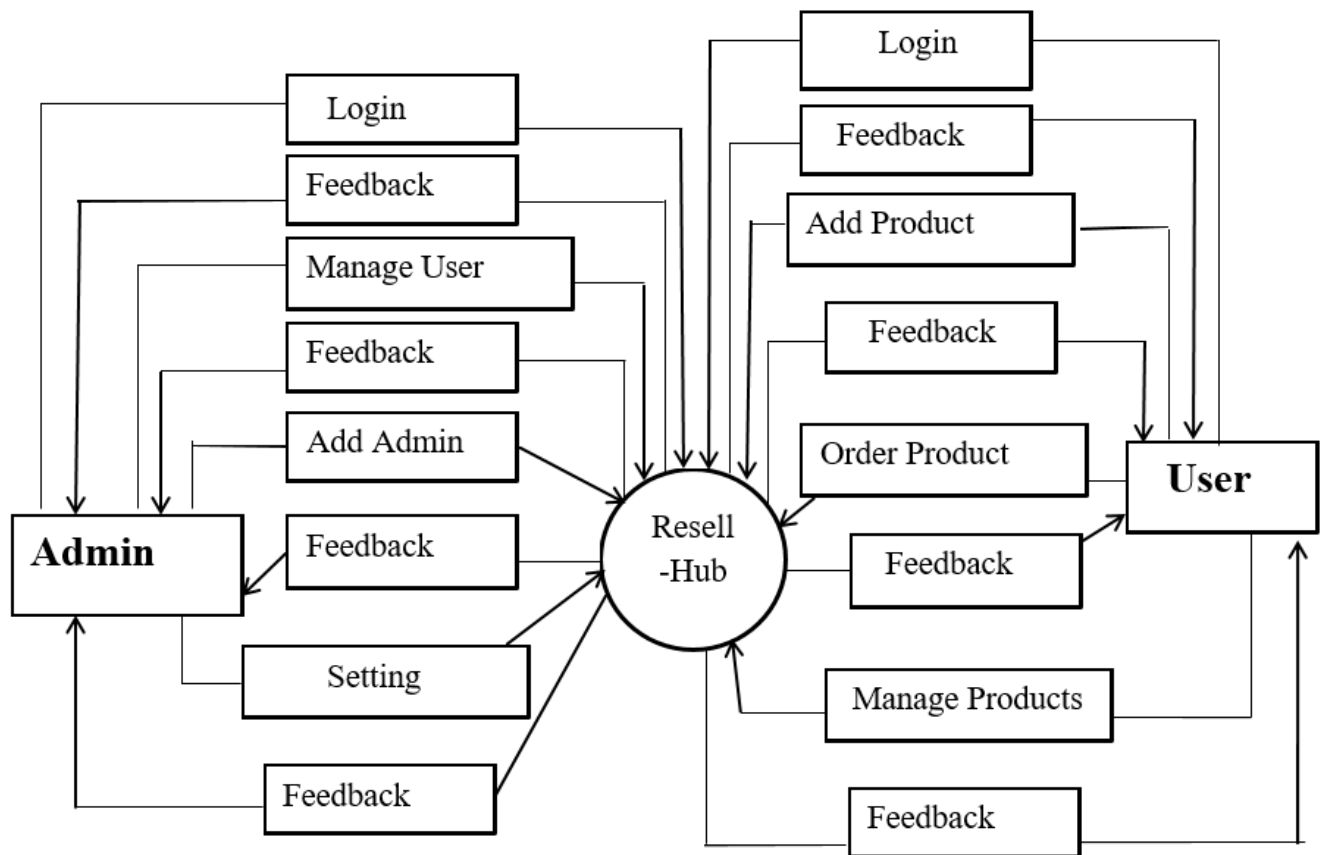 Login
Feedback
Manage User
Feedback
Add Admin
Feedback
Admin
Setting
Feedback
Resell
-Hub
Login
Feedback
Add Product
Feedback
Order Product
User
Feedback
Manage Products
Feedback